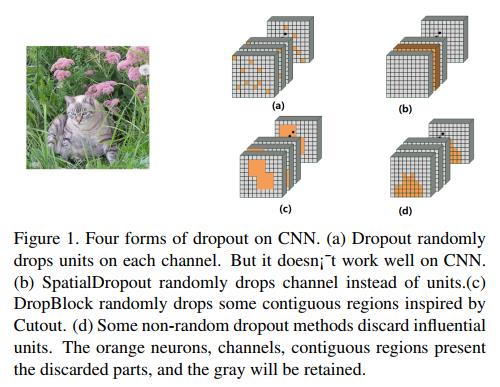 (a)
(b)
(c)
(d)
Figure 1. Four forms of dropout on CNN. (a) Dropout randomly
drops units on each channel. But it doesn¡¯t work well on CNN.
(b) SpatialDropout randomly drops channel instead of units.(c)
DropBlock randomly drops some contiguous regions inspired by
Cutout. (d) Some non-random dropout methods discard influential
units. The orange neurons, channels, contiguous regions present
the discarded parts, and the gray will be retained.